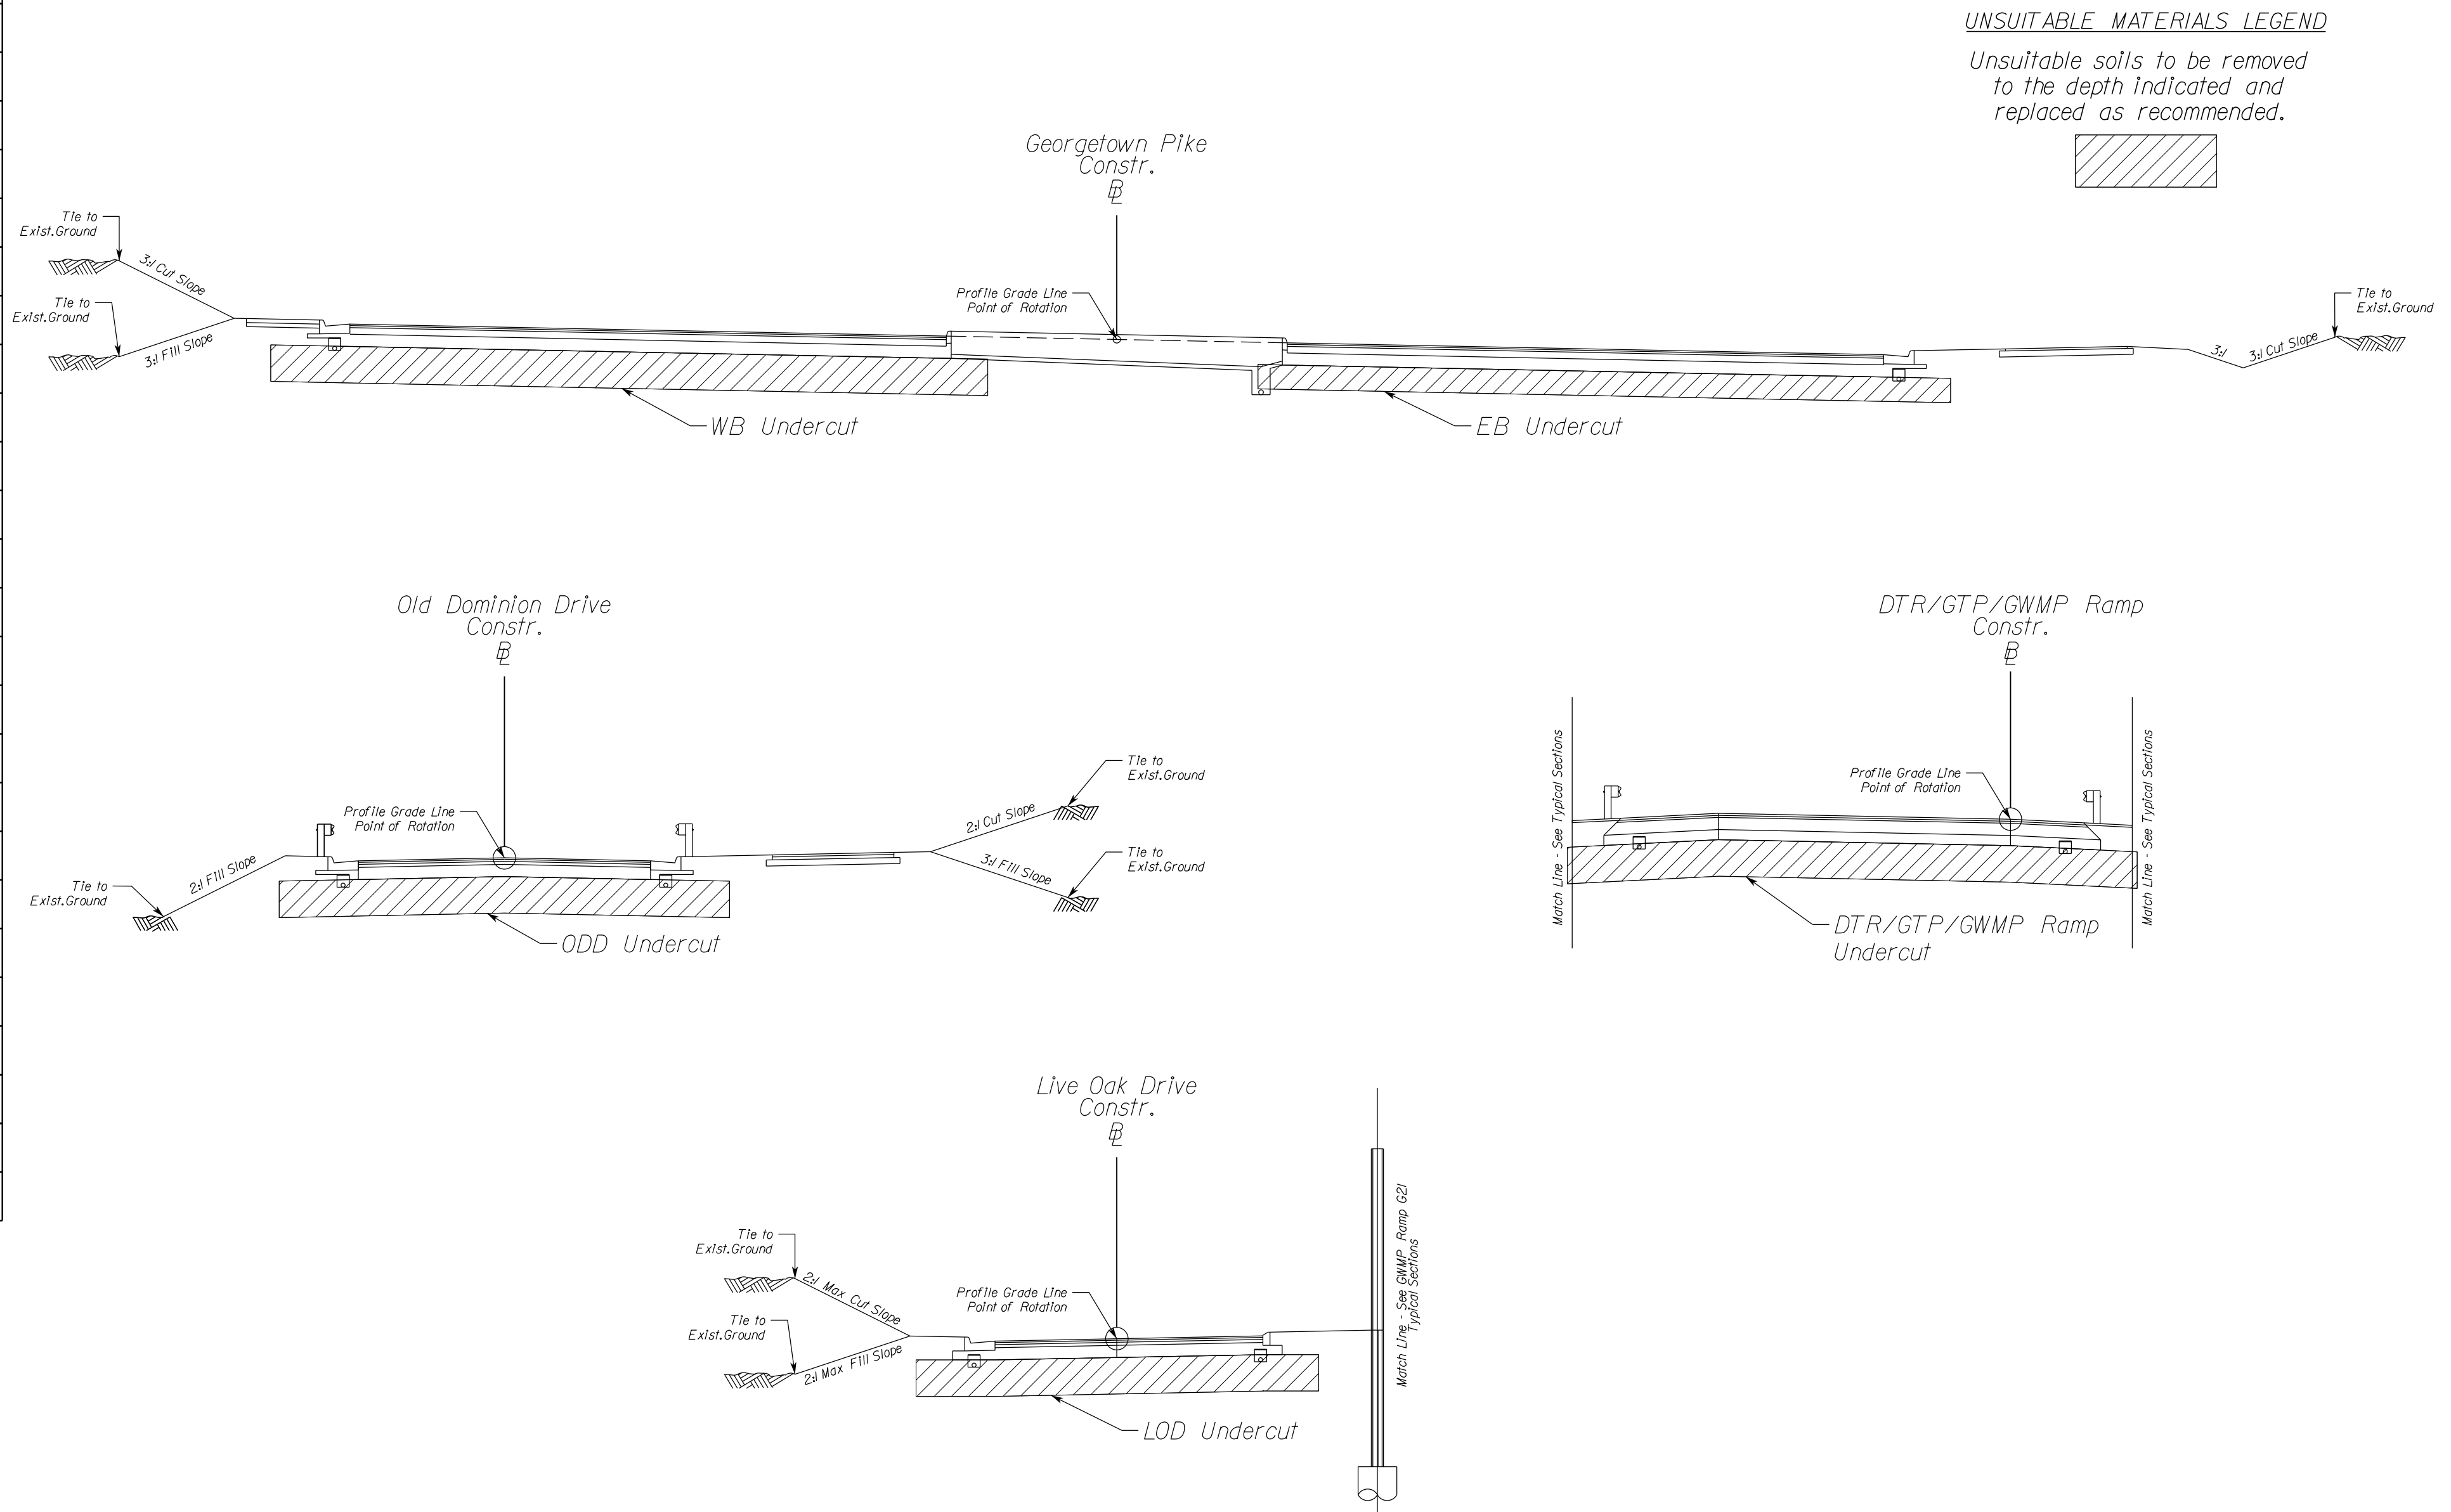 UNSUITABLE MATERIALS LEGEND
Unsuitable soils to be removed
to the depth indicated and
replaced as recommended.
Georgetown Pike
Constr.
BL
Tie to
Exist. Ground
3:1 Cut Slope
Tie to
Exist. Ground
3:1 Fill Slope
Profile Grade Line
Point of Rotation
Tie to
Exist. Ground
3:1
3:1 Cut Slope
WB Undercut
EB Undercut
Old Dominion Drive
Constr.
BL
Profile Grade Line
Point of Rotation
2:1 Fill Slope
Tie to
Exist. Ground
2:1 Cut Slope
Tie to
Exist. Ground
3:1 Fill Slope
Tie to
Exist. Ground
ODD Undercut
DTR/GTP/GWMP Ramp
Constr.
BL
Match Line - See Typical Sections
Profile Grade Line
Point of Rotation
Match Line - See Typical Sections
DTR/GTP/GWMP Ramp
Undercut
Live Oak Drive
Constr.
BL
Tie to
Exist. Ground
2:1 Max Cut Slope
Tie to
Exist. Ground
2:1 Max Fill Slope
Profile Grade Line
Point of Rotation
Match Line - See GWMP Ramp G21
Typical Sections
LOD Undercut